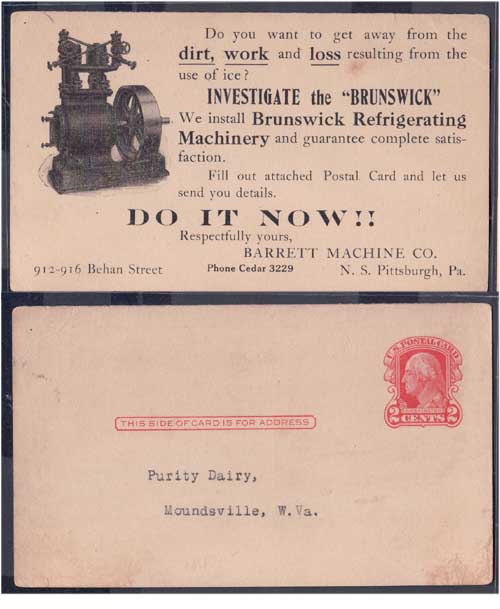 Do you want to get away from the
dirt, work and loss resulting from the
use of ice?
INVESTIGATE the "BRUNSWICK"
We install Brunswick Refrigerating
Machinery and guarantee complete satis-
faction.
Fill out attached Postal Card and let us
send you details.
DO IT NOW!!
Respectfully yours,
BARRETT MACHINE CO.
912-916 Behan Street Phone Cedar 3229 N. S. Pittsburgh, Pa.
U.S. POSTAL CARD
2 CENTS 2
THIS SIDE OF CARD IS FOR ADDRESS
Purity Dairy,
Moundsville, W.Va.